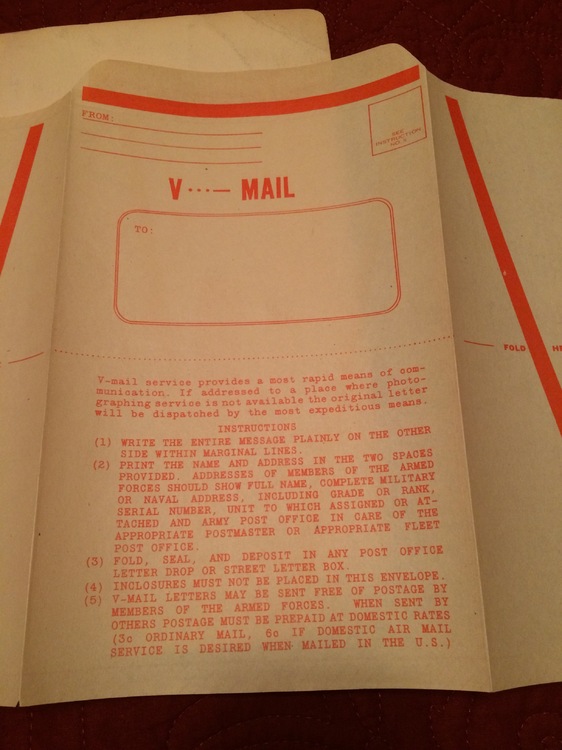 FROM:
SEE
INSTRUCTION
NO. 5
V···— MAIL
TO:
FOLD
V-mail service provides a most rapid means of com-
munication. If addressed to a place where photo-
graphing service is not available the original letter
will be dispatched by the most expeditious means.
INSTRUCTIONS
(1) WRITE THE ENTIRE MESSAGE PLAINLY ON THE OTHER
SIDE WITHIN MARGINAL LINES.
(2) PRINT THE NAME AND ADDRESS IN THE TWO SPACES
PROVIDED. ADDRESSES OF MEMBERS OF THE ARMED
FORCES SHOULD SHOW FULL NAME, COMPLETE MILITARY
OR NAVAL ADDRESS, INCLUDING GRADE OR RANK,
SERIAL NUMBER, UNIT TO WHICH ASSIGNED OR AT-
TACHED AND ARMY POST OFFICE IN CARE OF THE
APPROPRIATE POSTMASTER OR APPROPRIATE FLEET
POST OFFICE.
(3) FOLD, SEAL, AND DEPOSIT IN ANY POST OFFICE
LETTER DROP OR STREET LETTER BOX.
(4) INCLOSURES MUST NOT BE PLACED IN THIS ENVELOPE.
(5) V-MAIL LETTERS MAY BE SENT FREE OF POSTAGE BY
MEMBERS OF THE ARMED FORCES. WHEN SENT BY
OTHERS POSTAGE MUST BE PREPAID AT DOMESTIC RATES
(3c ORDINARY MAIL, 6c IF DOMESTIC AIR MAIL
SERVICE IS DESIRED WHEN MAILED IN THE U.S.)